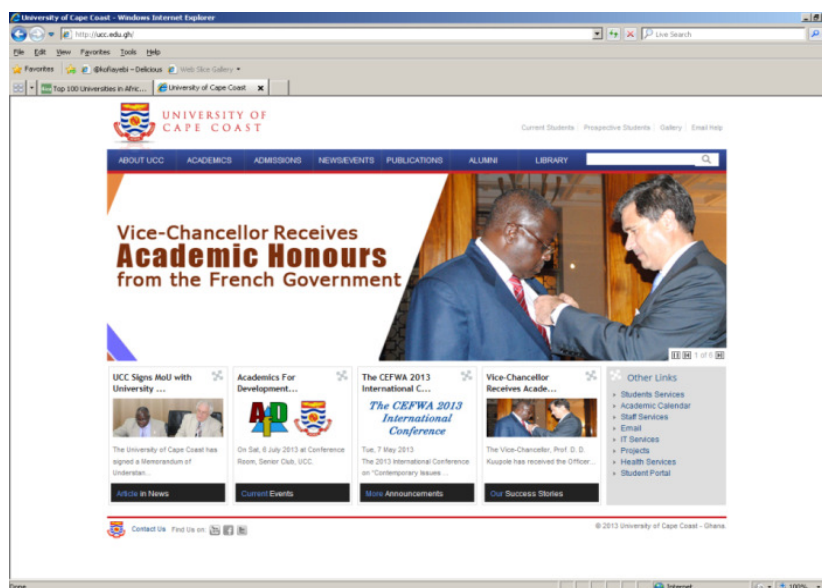 University of Cape Coast - Windows Internet Explorer
http://ucc.edu.gh/
Live Search
File Edit View Favorites Tools Help
Favorites @kofiayebi - Delicious Web Slice Gallery
Top 100 Universities in Afric... University of Cape Coast
UNIVERSITY OF
CAPE COAST
Current Students Prospective Students Gallery Email Help
ABOUT UCC ACADEMICS ADMISSIONS NEWS/EVENTS PUBLICATIONS ALUMNI LIBRARY
Vice-Chancellor Receives
Academic Honours
from the French Government
1 of 6
UCC Signs MoU with
University ...
The University of Cape Coast has
signed a Memorandum of
Understan...
Article in News
Academics For
Development...
AfD
On Sat, 6 July 2013 at Conference
Room, Senior Club, UCC.
Current Events
The CEFWA 2013
International C...
The CEFWA 2013
International
Conference
Tue, 7 May 2013
The 2013 International Conference
on "Contemporary Issues ...
More Announcements
Vice-Chancellor
Receives Acade...
The Vice-Chancellor, Prof. D. D.
Kuupole has received the Officer...
Our Success Stories
Other Links
Students Services
Academic Calendar
Staff Services
Email
IT Services
Projects
Health Services
Student Portal
Contact Us Find Us on:
© 2013 University of Cape Coast - Ghana.
Done Internet 100%